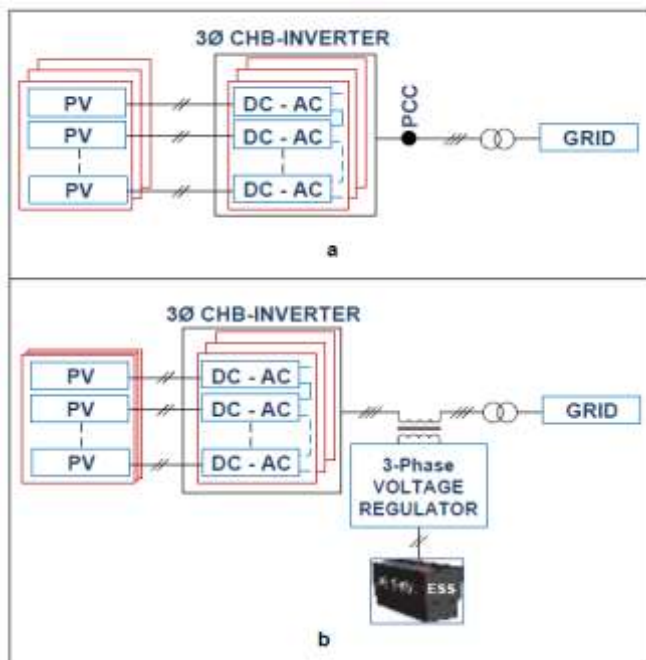 3Ø CHB-INVERTER
PV DC - AC
PCC
PV DC - AC
GRID
PV DC - AC
a
3Ø CHB-INVERTER
PV DC - AC
PV DC - AC
GRID
PV DC - AC
3-Phase
VOLTAGE
REGULATOR
ESS
b